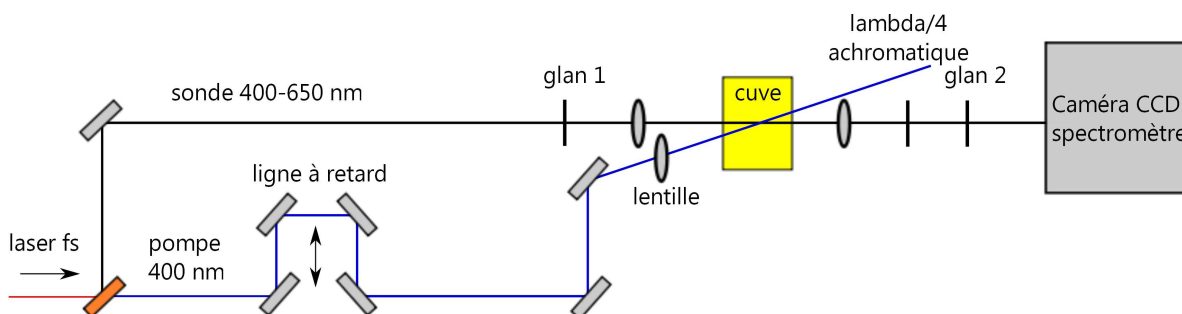 lambda/4
achromatique
glan 1
glan 2
sonde 400-650 nm
cuve
Caméra CCD
spectromètre
ligne à retard
lentille
laser fs
pompe
400 nm